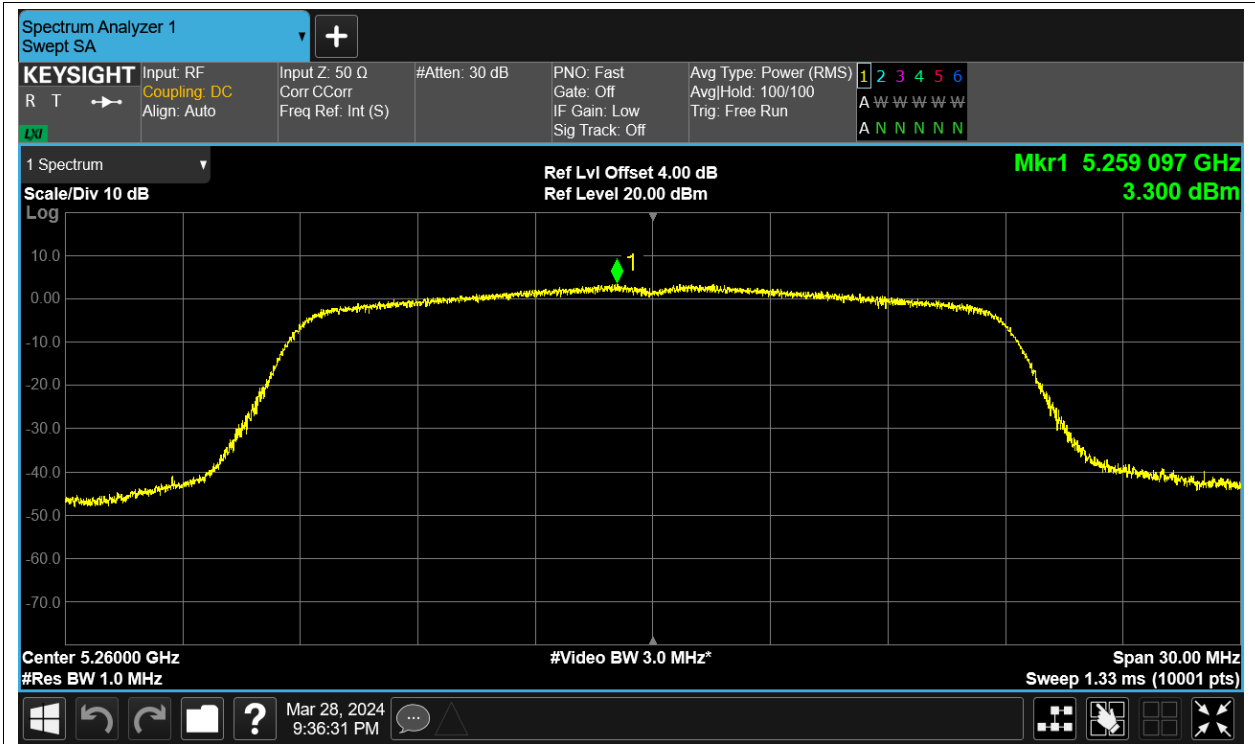 Spectrum Analyzer 1
Swept SA
KEYSIGHT
R T
LXI
Input: RF
Coupling: DC
Align: Auto
Input Z: 50 Ω
Corr CCorr
Freq Ref: Int (S)
#Atten: 30 dB
PNO: Fast
Gate: Off
IF Gain: Low
Sig Track: Off
Avg Type: Power (RMS)
Avg|Hold: 100/100
Trig: Free Run
1 2 3 4 5 6
A W W W W W
A N N N N N
1 Spectrum
Scale/Div 10 dB
Log
Ref Lvl Offset 4.00 dB
Ref Level 20.00 dBm
Mkr1 5.259 097 GHz
3.300 dBm
1
10.0
0.00
-10.0
-20.0
-30.0
-40.0
-50.0
-60.0
-70.0
Center 5.26000 GHz
#Res BW 1.0 MHz
#Video BW 3.0 MHz*
Span 30.00 MHz
Sweep 1.33 ms (10001 pts)
?
Mar 28, 2024
9:36:31 PM